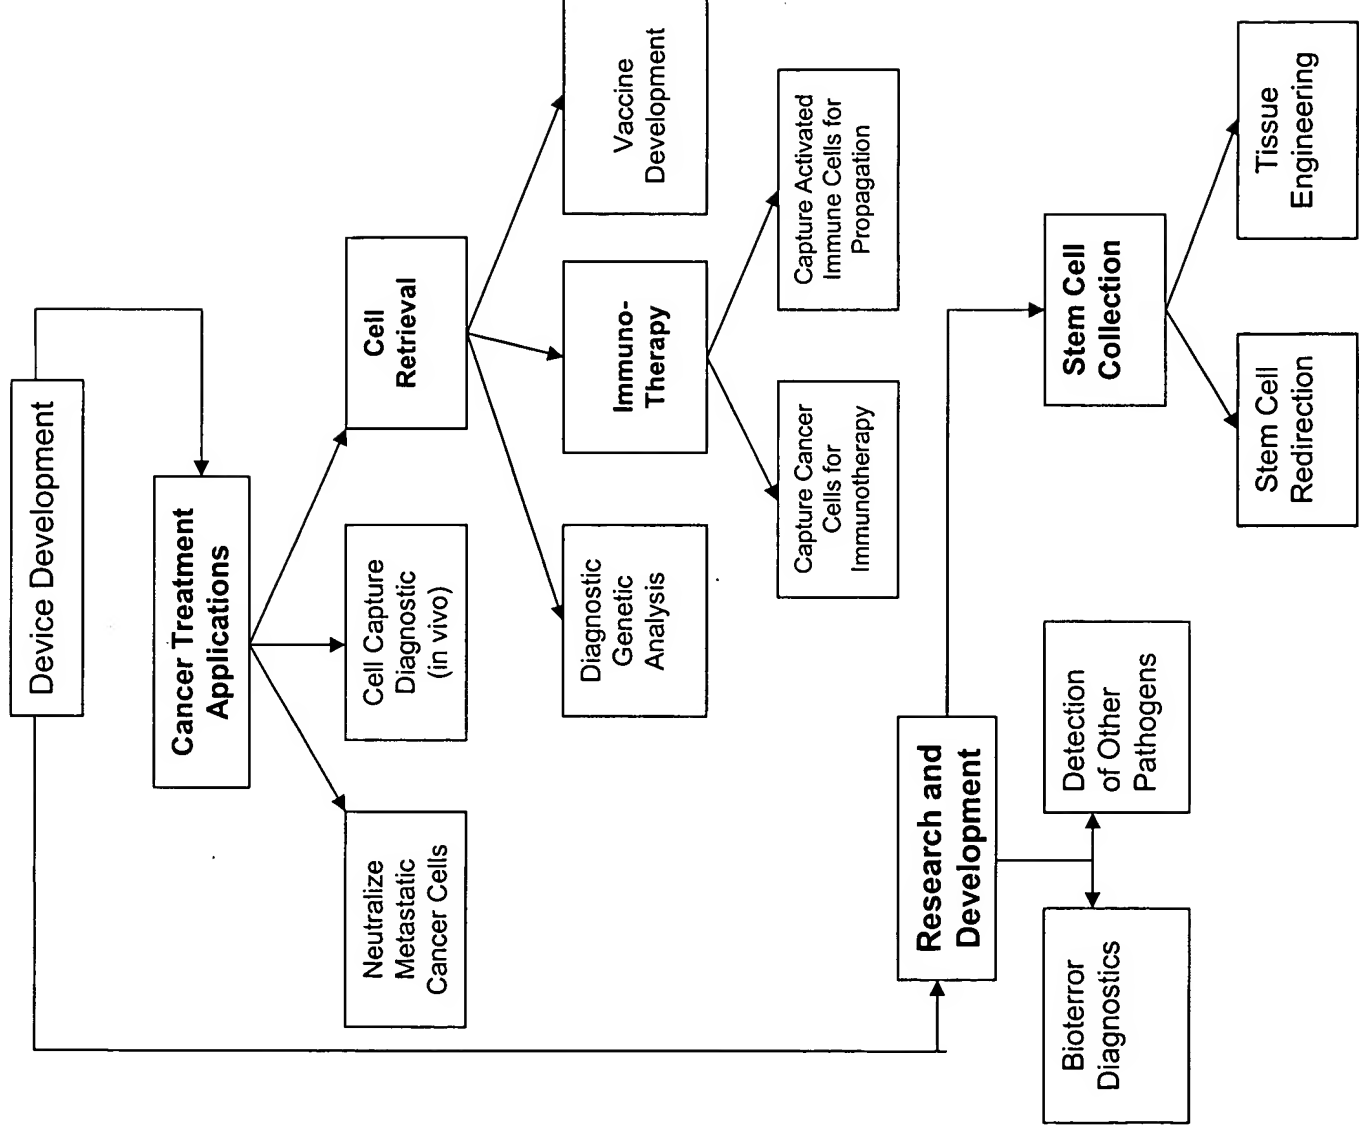 Device Development
Cancer Treatment
Applications
Neutralize
Metastatic
Cancer Cells
Cell Capture
Diagnostic
(in vivo)
Cell
Retrieval
Diagnostic
Genetic
Analysis
Immuno-
Therapy
Vaccine
Development
Capture Cancer
Cells for
Immunotherapy
Capture Activated
Immune Cells for
Propagation
Research and
Development
Bioterror
Diagnostics
Detection
of Other
Pathogens
Stem Cell
Collection
Stem Cell
Redirection
Tissue
Engineering